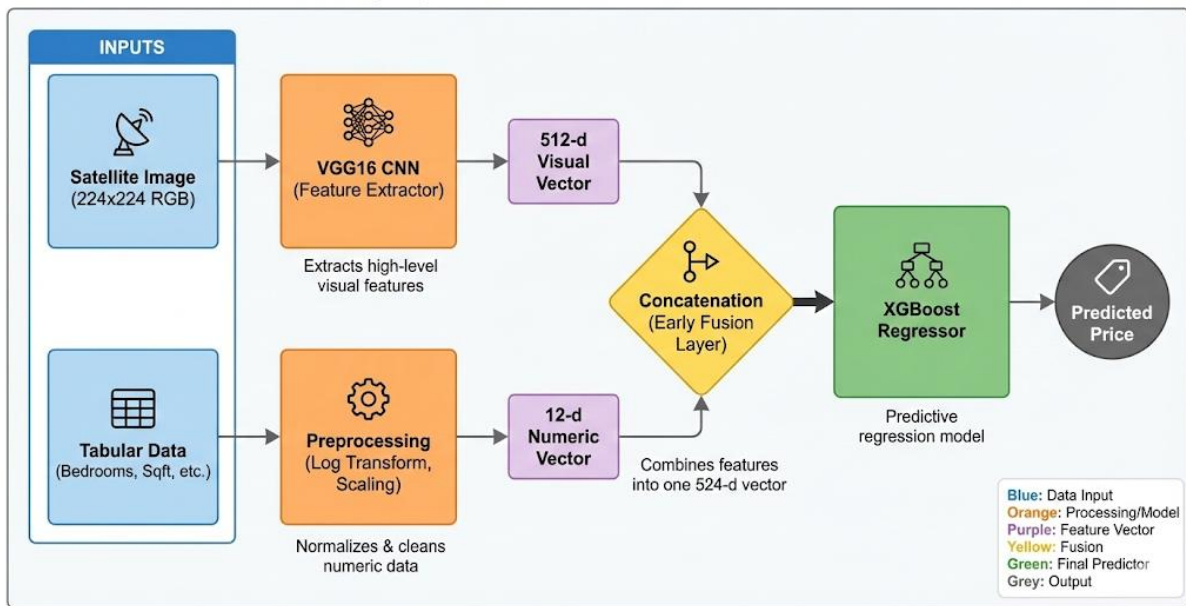 INPUTS
Satellite Image
(224x224 RGB)
VGG16 CNN
(Feature Extractor)
Extracts high-level
visual features
512-d
Visual
Vector
Tabular Data
(Bedrooms, Sqft, etc.)
Preprocessing
(Log Transform,
Scaling)
Normalizes & cleans
numeric data
12-d
Numeric
Vector
Concatenation
(Early Fusion
Layer)
Combines features
into one 524-d vector
XGBoost
Regressor
Predictive
regression model
Predicted
Price
Blue: Data Input
Orange: Processing/Model
Purple: Feature Vector
Yellow: Fusion
Green: Final Predictor
Grey: Output